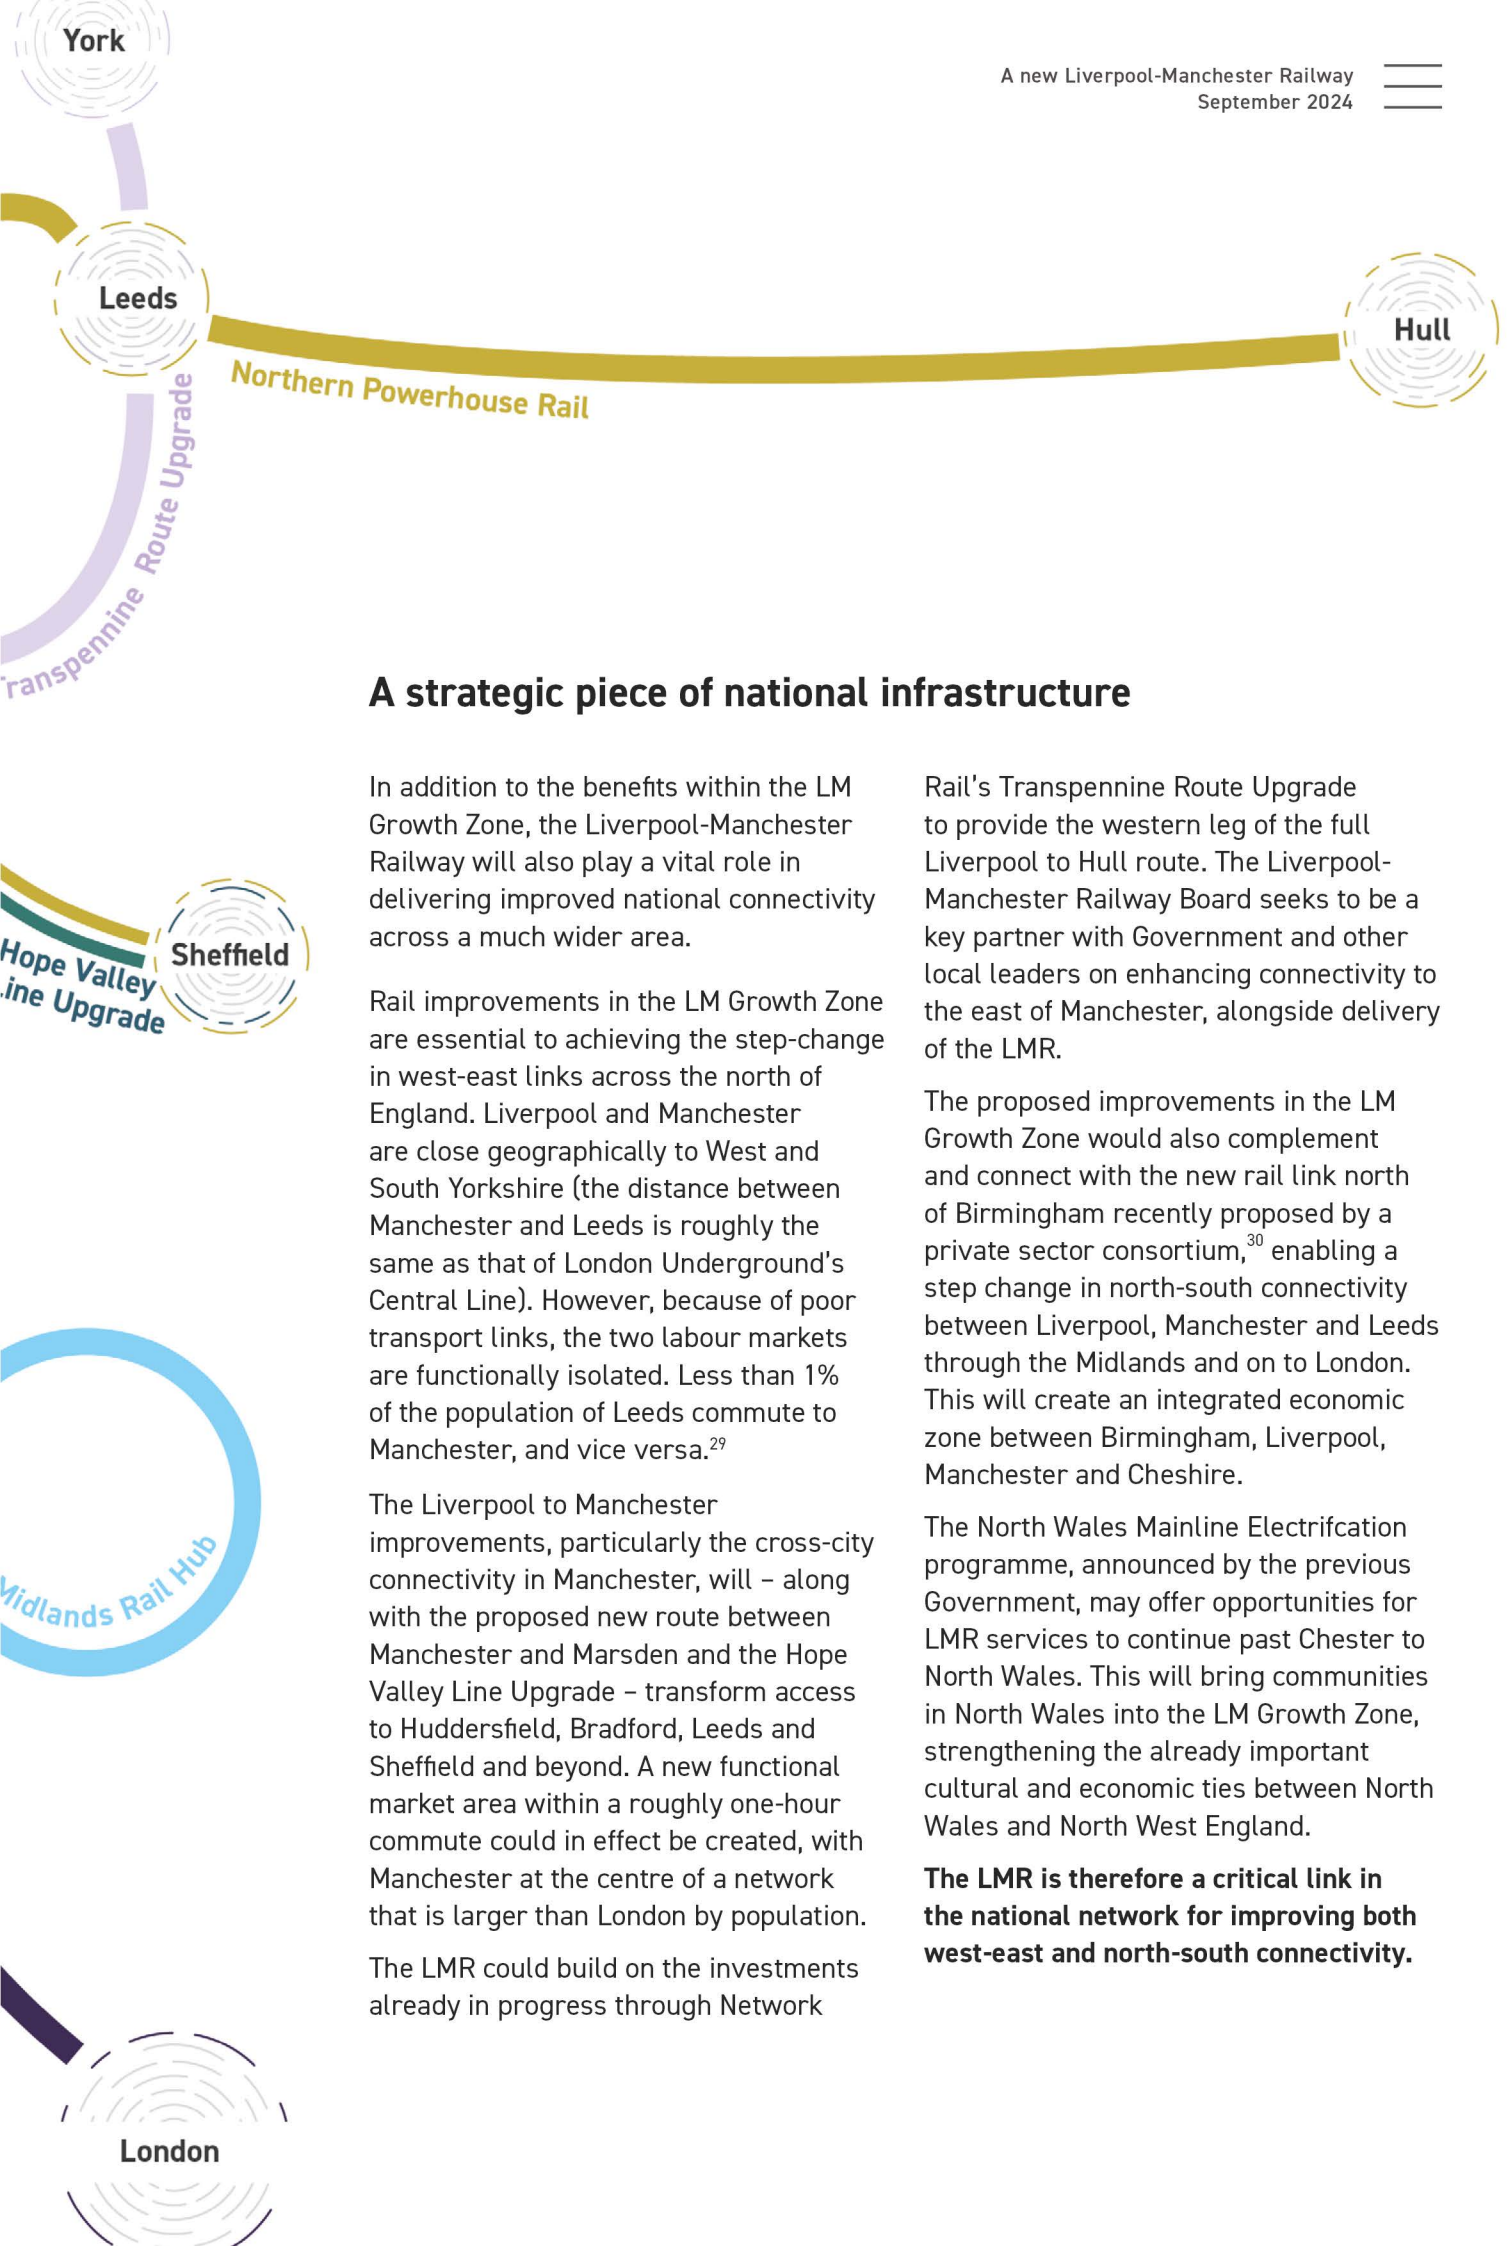 York
A new Liverpool-Manchester Railway
September 2024
Leeds
Hull
Northern Powerhouse Rail
Transpennine Route Upgrade
A strategic piece of national infrastructure
In addition to the benefits within the LM
Growth Zone, the Liverpool-Manchester
Railway will also play a vital role in
delivering improved national connectivity
across a much wider area.
Rail improvements in the LM Growth Zone
are essential to achieving the step-change
in west-east links across the north of
England. Liverpool and Manchester
are close geographically to West and
South Yorkshire (the distance between
Manchester and Leeds is roughly the
same as that of London Underground’s
Central Line). However, because of poor
transport links, the two labour markets
are functionally isolated. Less than 1%
of the population of Leeds commute to
Manchester, and vice versa.29
The Liverpool to Manchester
improvements, particularly the cross-city
connectivity in Manchester, will – along
with the proposed new route between
Manchester and Marsden and the Hope
Valley Line Upgrade – transform access
to Huddersfield, Bradford, Leeds and
Sheffield and beyond. A new functional
market area within a roughly one-hour
commute could in effect be created, with
Manchester at the centre of a network
that is larger than London by population.
The LMR could build on the investments
already in progress through Network
Rail’s Transpennine Route Upgrade
to provide the western leg of the full
Liverpool to Hull route. The Liverpool-
Manchester Railway Board seeks to be a
key partner with Government and other
local leaders on enhancing connectivity to
the east of Manchester, alongside delivery
of the LMR.
The proposed improvements in the LM
Growth Zone would also complement
and connect with the new rail link north
of Birmingham recently proposed by a
private sector consortium,30 enabling a
step change in north-south connectivity
between Liverpool, Manchester and Leeds
through the Midlands and on to London.
This will create an integrated economic
zone between Birmingham, Liverpool,
Manchester and Cheshire.
The North Wales Mainline Electrifcation
programme, announced by the previous
Government, may offer opportunities for
LMR services to continue past Chester to
North Wales. This will bring communities
in North Wales into the LM Growth Zone,
strengthening the already important
cultural and economic ties between North
Wales and North West England.
The LMR is therefore a critical link in
the national network for improving both
west-east and north-south connectivity.
Sheffield
Hope Valley
Line Upgrade
Midlands Rail Hub
London